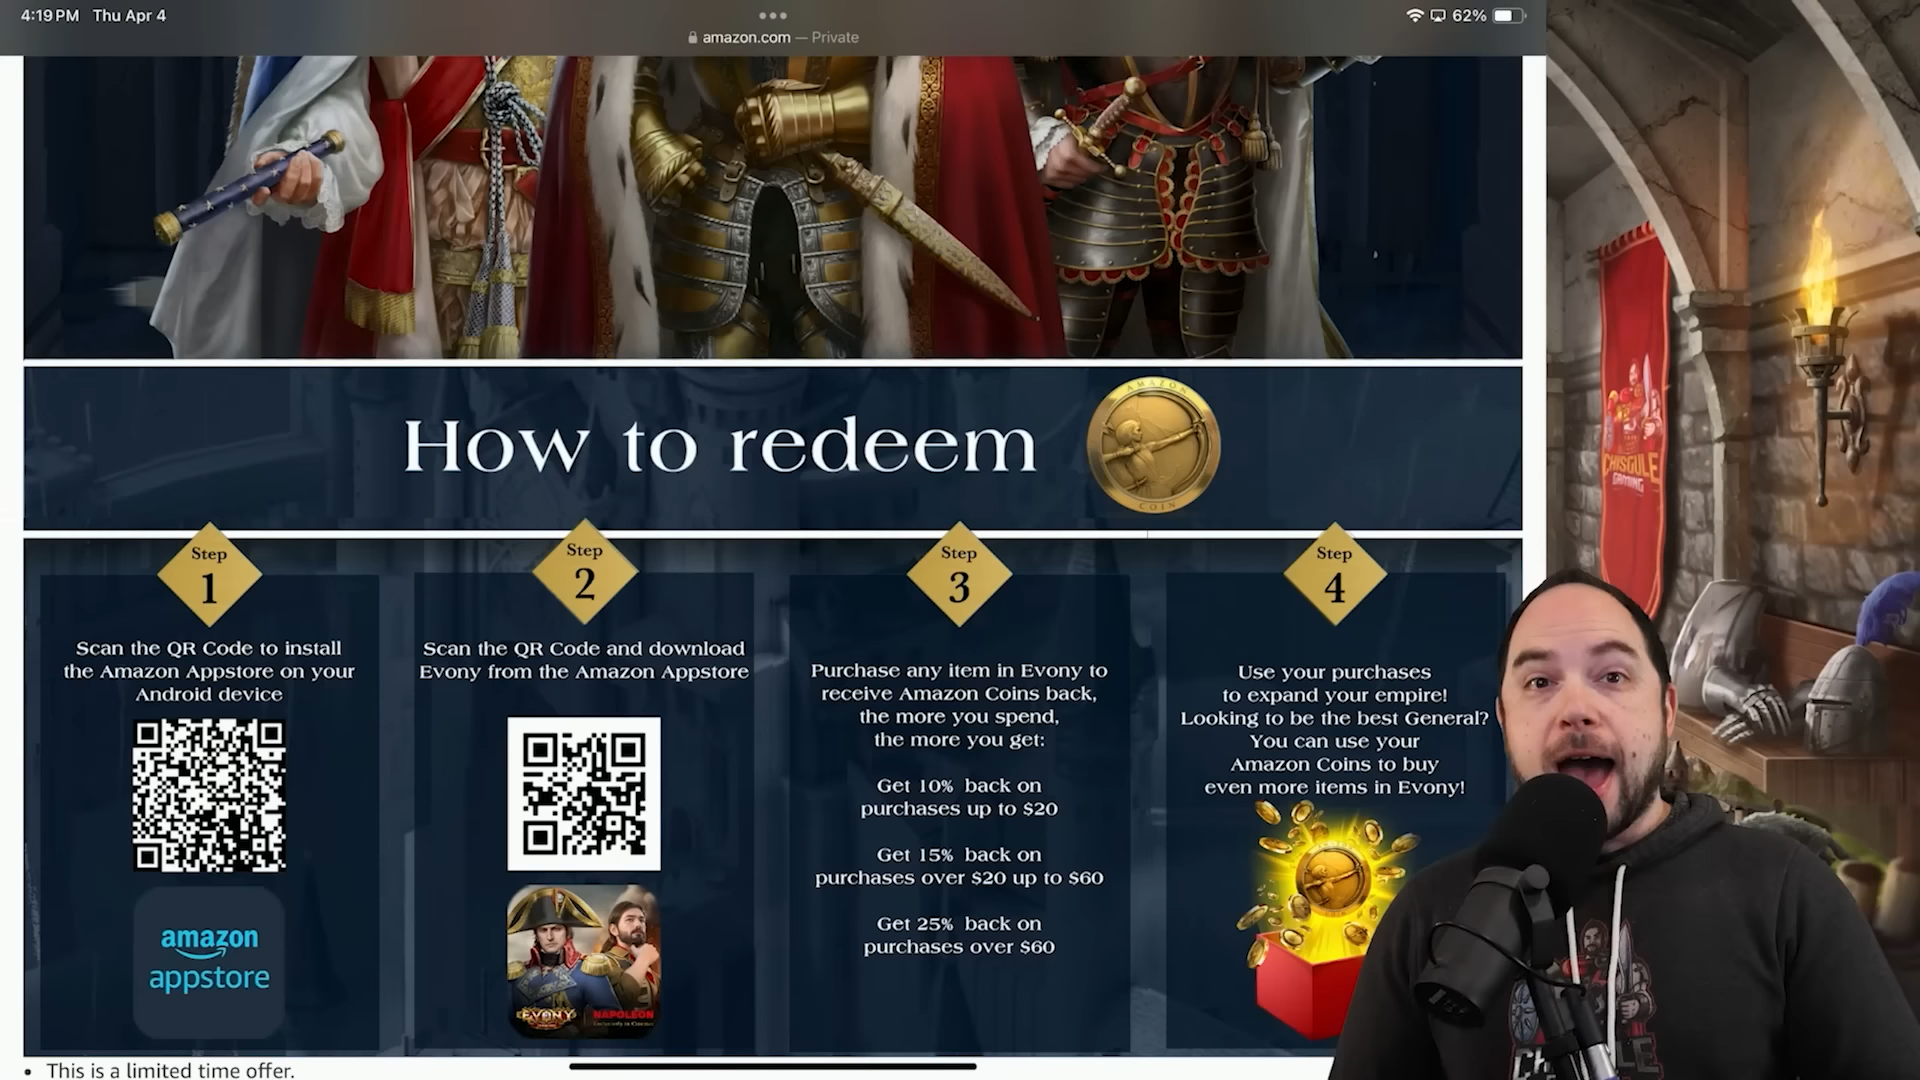 4:19 PM Thu Apr 4
62%
amazon.com — Private
How to redeem
AMAZON
COIN
Step
1
Scan the QR Code to install
the Amazon Appstore on your
Android device
amazon
appstore
Step
2
Scan the QR Code and download
Evony from the Amazon Appstore
EVONY
NAPOLEON
Step
3
Purchase any item in Evony to
receive Amazon Coins back,
the more you spend,
the more you get:
Get 10% back on
purchases up to $20
Get 15% back on
purchases over $20 up to $60
Get 25% back on
purchases over $60
Step
4
Use your purchases
to expand your empire!
Looking to be the best General?
You can use your
Amazon Coins to buy
even more items in Evony!
• This is a limited time offer.
CHISGULE
GAMING